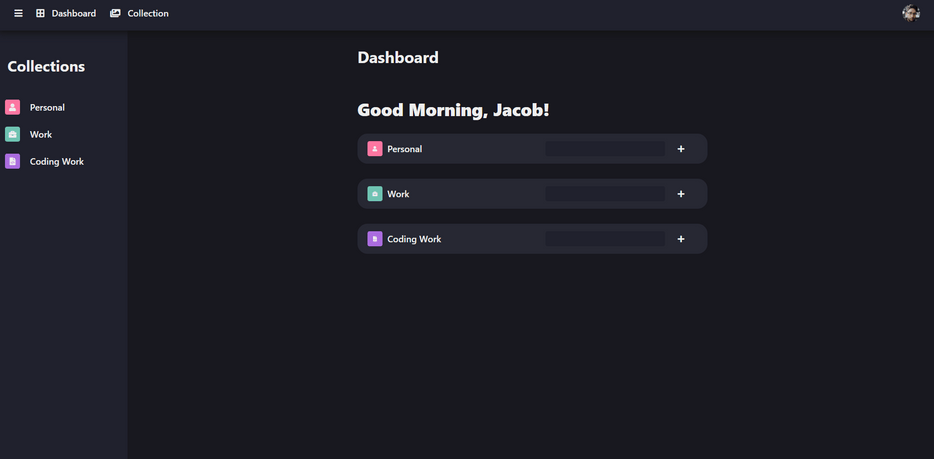 Dashboard
Collection
Collections
Personal
Work
Coding Work
Dashboard
Good Morning, Jacob!
Personal
Work
Coding Work